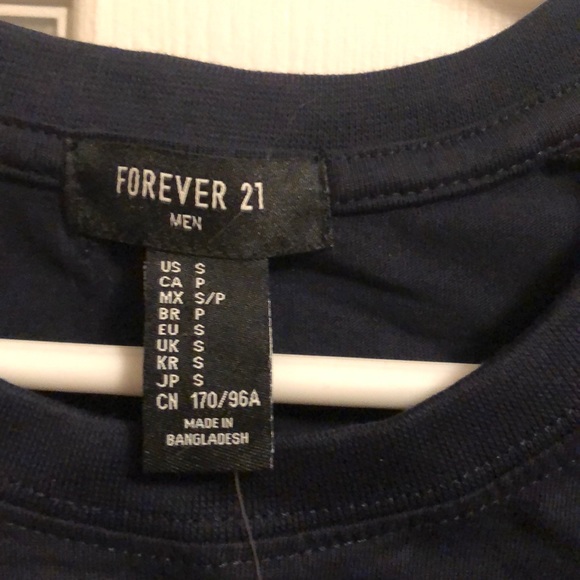 FOREVER 21
MEN
US S
CA P
MX S/P
BR P
EU S
UK S
KR S
JP S
CN 170/96A
MADE IN
BANGLADESH